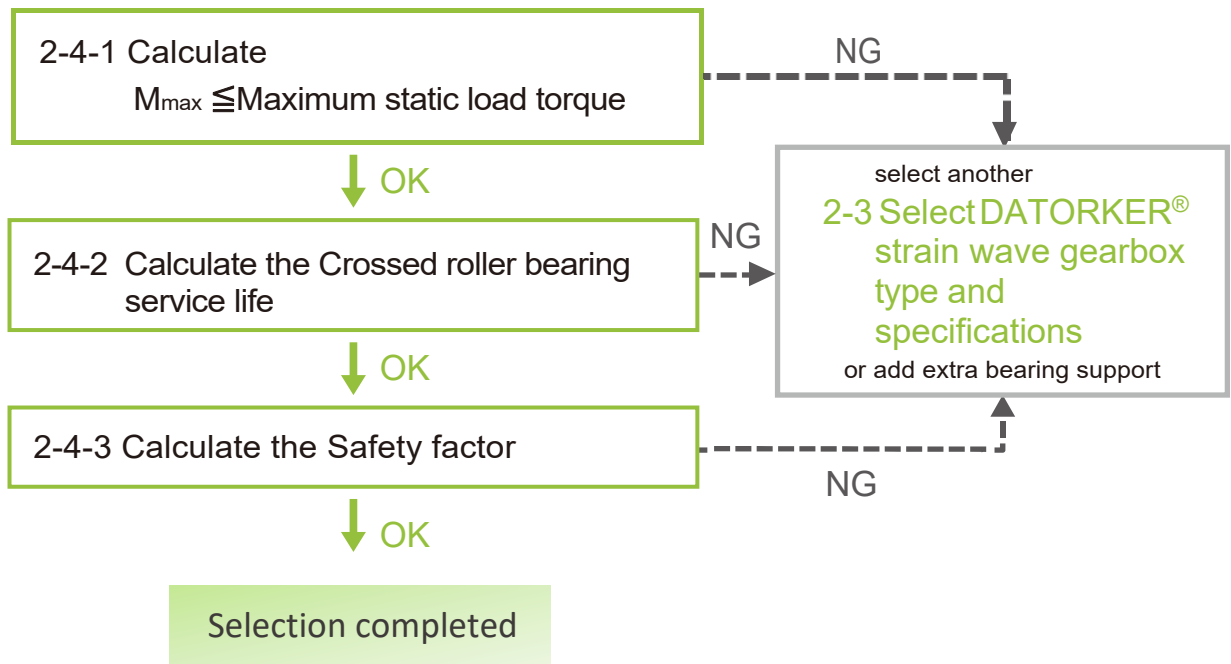 2-4-1 Calculate
Mmax ≦Maximum static load torque
NG
OK
select another
2-3 Select DATORKER®
strain wave gearbox
type and
specifications
or add extra bearing support
NG
2-4-2 Calculate the Crossed roller bearing
service life
OK
2-4-3 Calculate the Safety factor
NG
OK
Selection completed